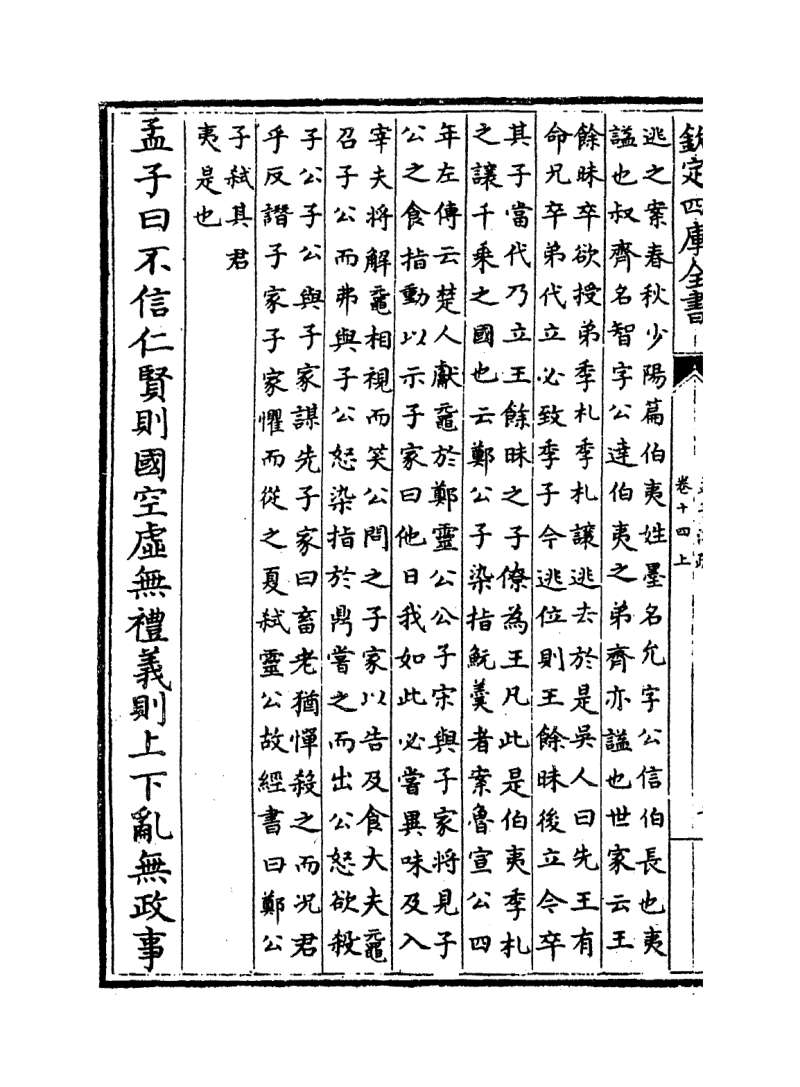 欽定四庫全書
卷十四上
逃之案春秋少陽篇伯夷姓墨名允字公信伯長也夷
諡也叔齊名智字公達伯夷之弟齊亦諡也世家云王
餘昧卒欲授弟季札季札讓逃去於是吳人曰先王有
命兄卒弟代立必致季子今逃位則王餘昧後立今卒
其子當代乃立王餘昧之子僚為王凡此是伯夷季札
之讓千乘之國也云鄭公子染指魭羹者案魯宣公四
年左傳云楚人獻黿於鄭靈公公子宋與子家將見子
公之食指動以示子家曰他日我如此必嘗異味及入
宰夫將解黿相視而笑公問之子家以告及食大夫黿
召子公而弗與子公怒染指於鼎嘗之而出公怒欲殺
子公子公與子家謀先子家曰畜老猶憚殺之而况君
乎反譖子家子家懼而從之夏弑靈公故經書曰鄭公
子弑其君
夷是也
孟子曰不信仁賢則國空虛無禮義則上下亂無政事